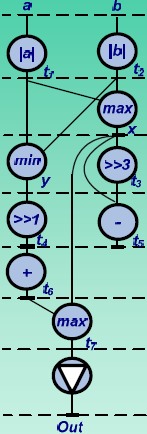 a b
|a| |b|
t1 t2
max
min x
y >>3
t3
>>1 -
t4 t5
+
t6
max
t7
Out